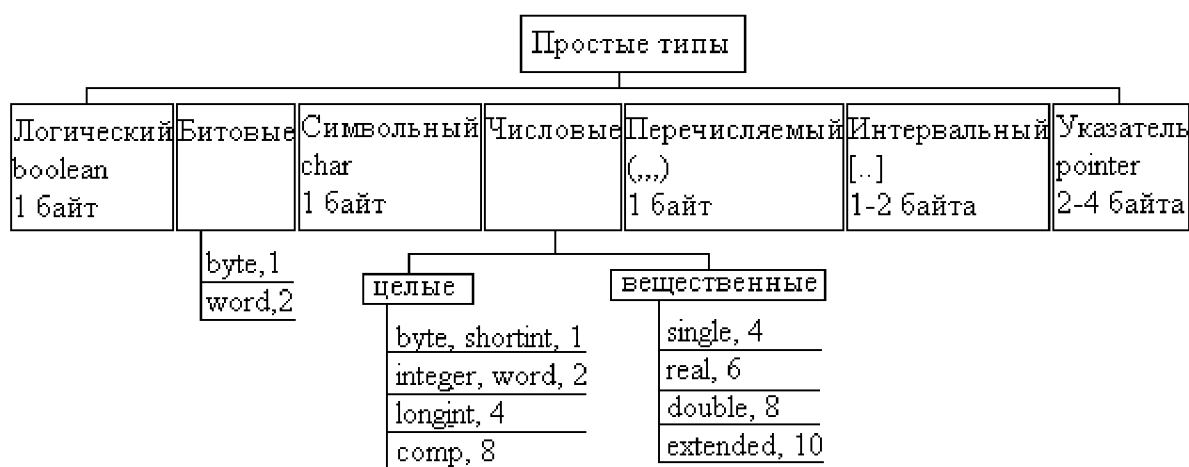 Простые типы
Логический
boolean
1 байт
Битовые
Символьный
char
1 байт
Числовые
Перечисляемый
(,,,)
1 байт
Интервальный
[..]
1-2 байта
Указатель
pointer
2-4 байта
byte,1
word,2
целые
byte, shortint, 1
integer, word, 2
longint, 4
comp, 8
вещественные
single, 4
real, 6
double, 8
extended, 10